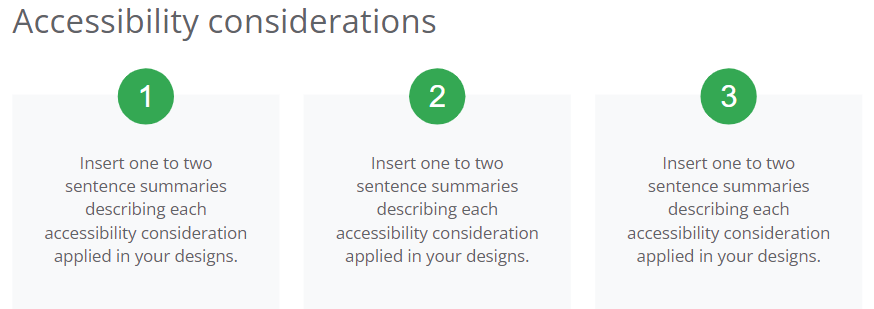 Accessibility considerations
1
Insert one to two
sentence summaries
describing each
accessibility consideration
applied in your designs.
2
Insert one to two
sentence summaries
describing each
accessibility consideration
applied in your designs.
3
Insert one to two
sentence summaries
describing each
accessibility consideration
applied in your designs.